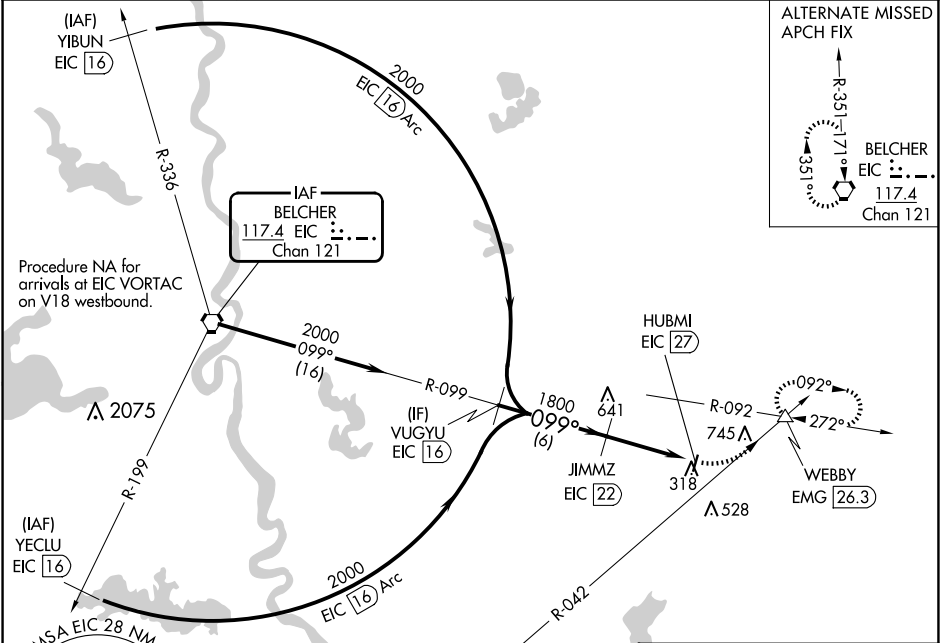 (IAF)
YIBUN
EIC 16
2000
EIC 16 Arc
R-336
IAF
BELCHER
117.4 EIC
Chan 121
Procedure NA for
arrivals at EIC VORTAC
on V18 westbound.
ALTERNATE MISSED
APCH FIX
R-351
171°
351°
BELCHER
EIC
117.4
Chan 121
2000
099°
(16)
R-099
(IF)
VUGYU
EIC 16
1800
099°
(6)
641
JIMMZ
EIC 22
HUBMI
EIC 27
R-092
092°
272°
745
318
528
WEBBY
EMG 26.3
2075
R-199
(IAF)
YECLU
EIC 16
2000
EIC 16 Arc
R-042
MSA EIC 28 NM